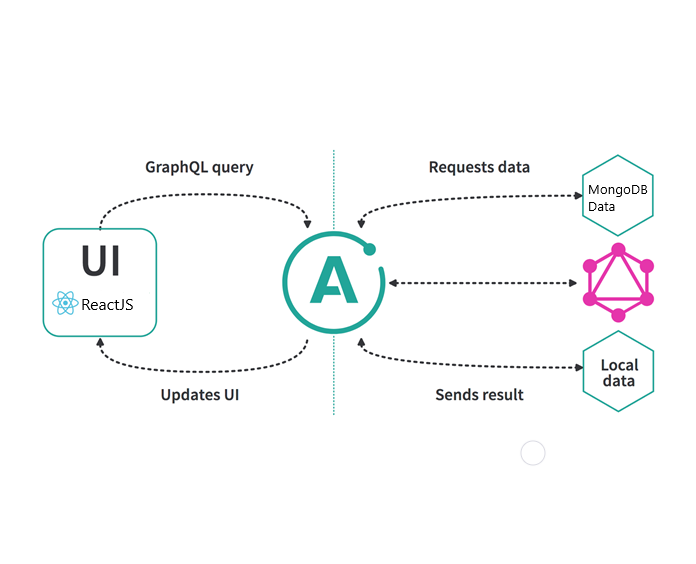 GraphQL query
Requests data
MongoDB
Data
UI
ReactJS
A
Local
data
Updates UI
Sends result